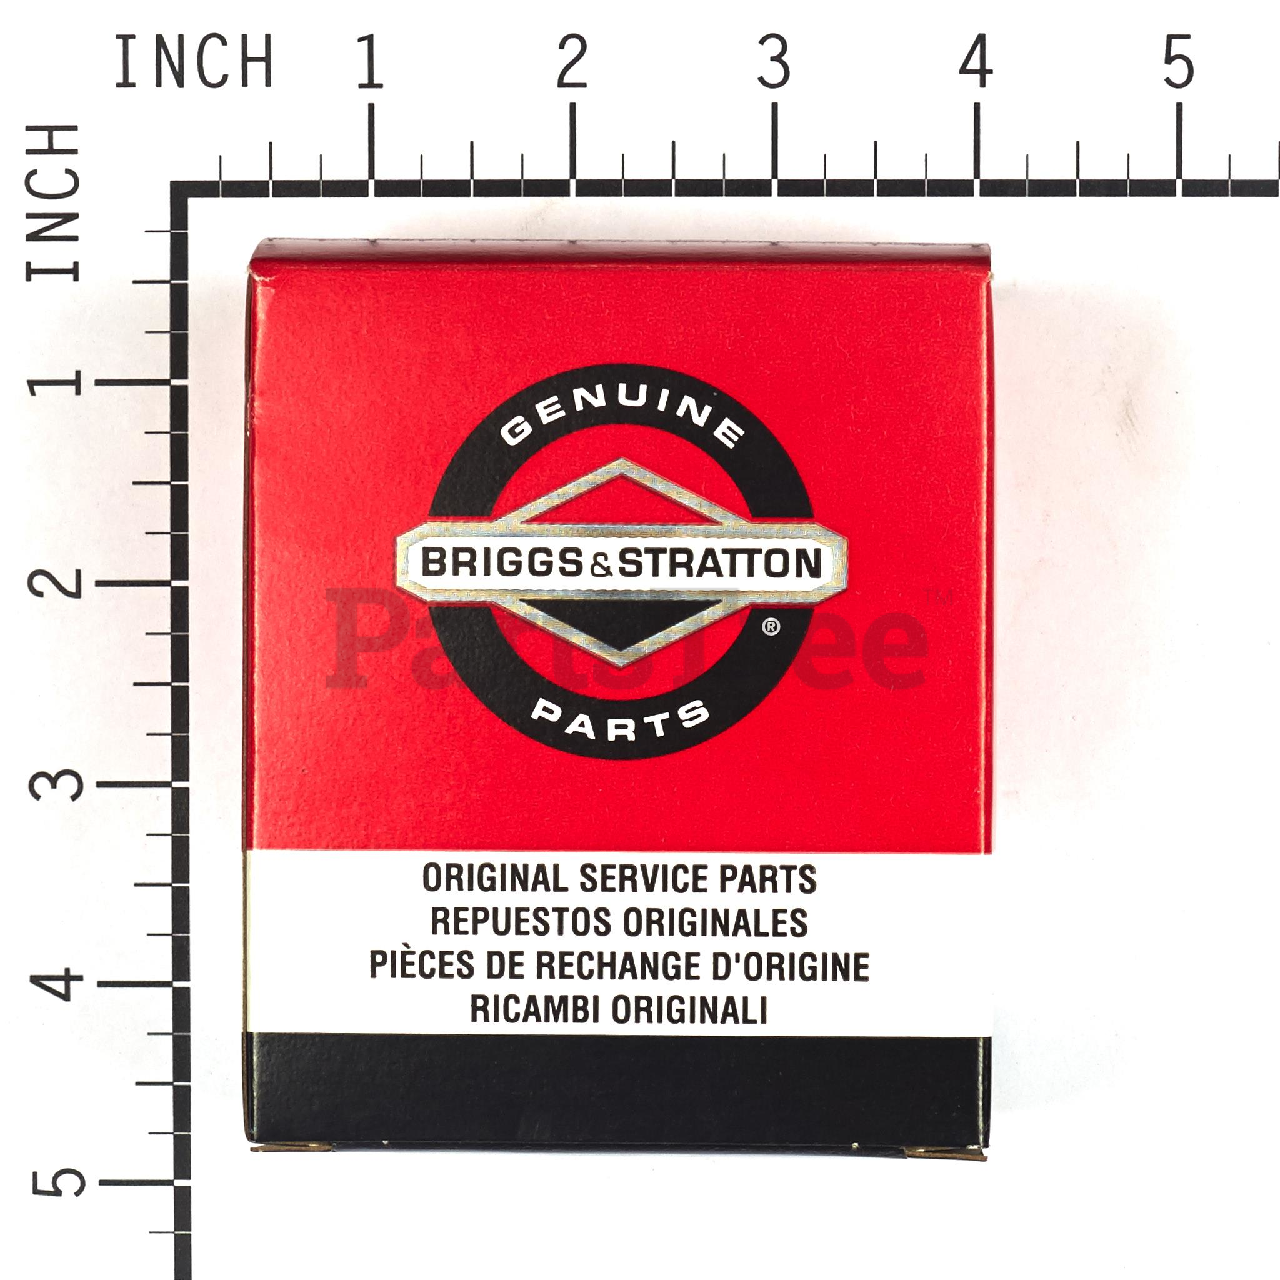 INCH 1 2 3 4 5
INCH 1 2 3 4 5
GENUINE
BRIGGS & STRATTON
®
PARTS
PartsTree™
ORIGINAL SERVICE PARTS
REPUESTOS ORIGINALES
PIÈCES DE RECHANGE D'ORIGINE
RICAMBI ORIGINALI